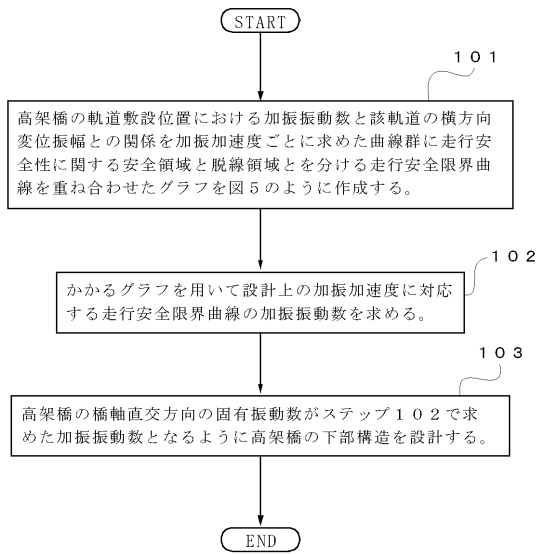 START
101
高架橋の軌道敷設位置における加振振動数と該軌道の横方向
変位振幅との関係を加振加速度ごとに求めた曲線群に走行安
全性に関する安全領域と脱線領域とを分ける走行安全限界曲
線を重ね合わせたグラフを図5のように作成する。
102
かかるグラフを用いて設計上の加振加速度に対応
する走行安全限界曲線の加振振動数を求める。
103
高架橋の橋軸直交方向の固有振動数がステップ102で求
めた加振振動数となるように高架橋の下部構造を設計する。
END